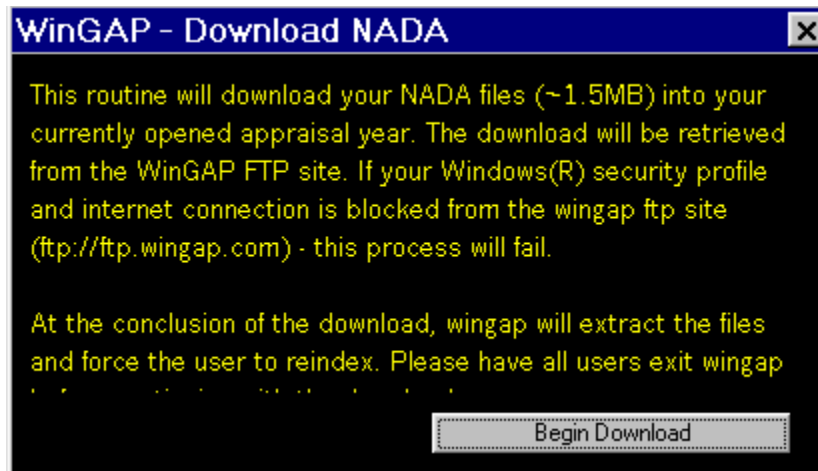 WinGAP - Download NADA
This routine will download your NADA files (~1.5MB) into your
currently opened appraisal year. The download will be retrieved
from the WinGAP FTP site. If your Windows(R) security profile
and internet connection is blocked from the wingap ftp site
(ftp://ftp.wingap.com) - this process will fail.
At the conclusion of the download, wingap will extract the files
and force the user to reindex. Please have all users exit wingap
Begin Download